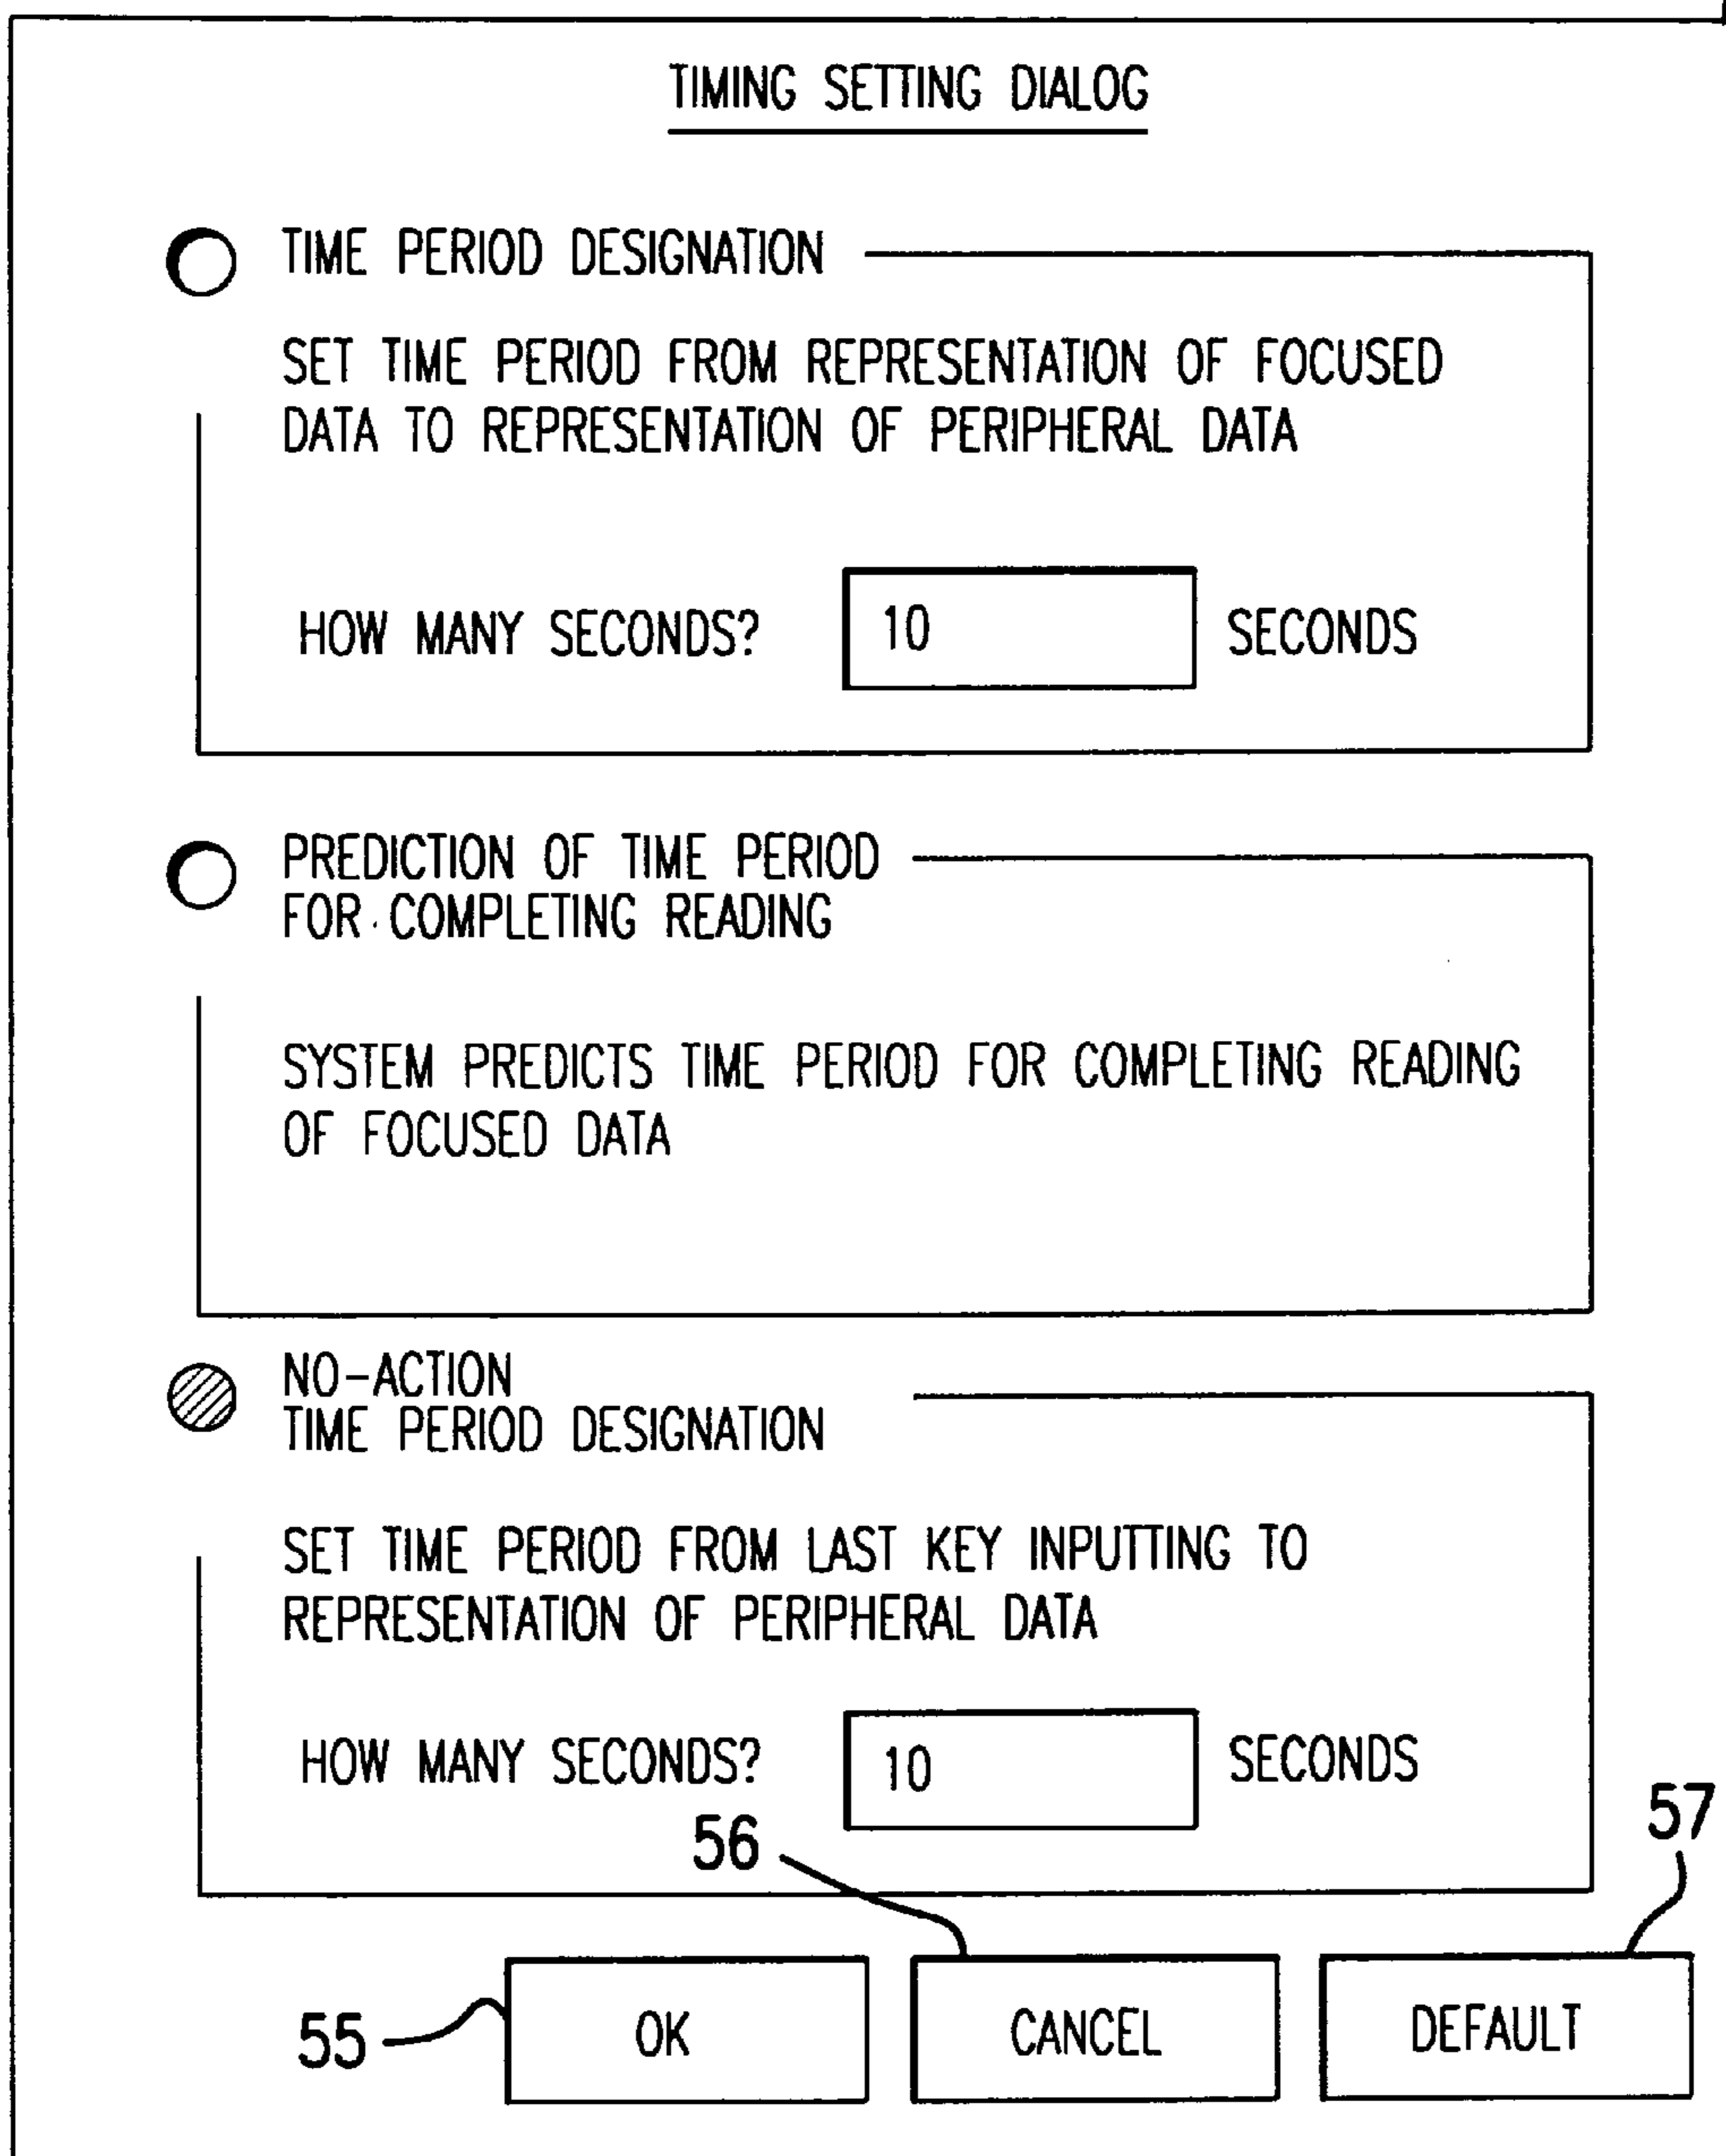 TIMING SETTING DIALOG
TIME PERIOD DESIGNATION
SET TIME PERIOD FROM REPRESENTATION OF FOCUSED
DATA TO REPRESENTATION OF PERIPHERAL DATA
HOW MANY SECONDS? 10 SECONDS
PREDICTION OF TIME PERIOD
FOR COMPLETING READING
SYSTEM PREDICTS TIME PERIOD FOR COMPLETING READING
OF FOCUSED DATA
NO-ACTION
TIME PERIOD DESIGNATION
SET TIME PERIOD FROM LAST KEY INPUTTING TO
REPRESENTATION OF PERIPHERAL DATA
HOW MANY SECONDS? 10 SECONDS
56 57
55 OK CANCEL DEFAULT